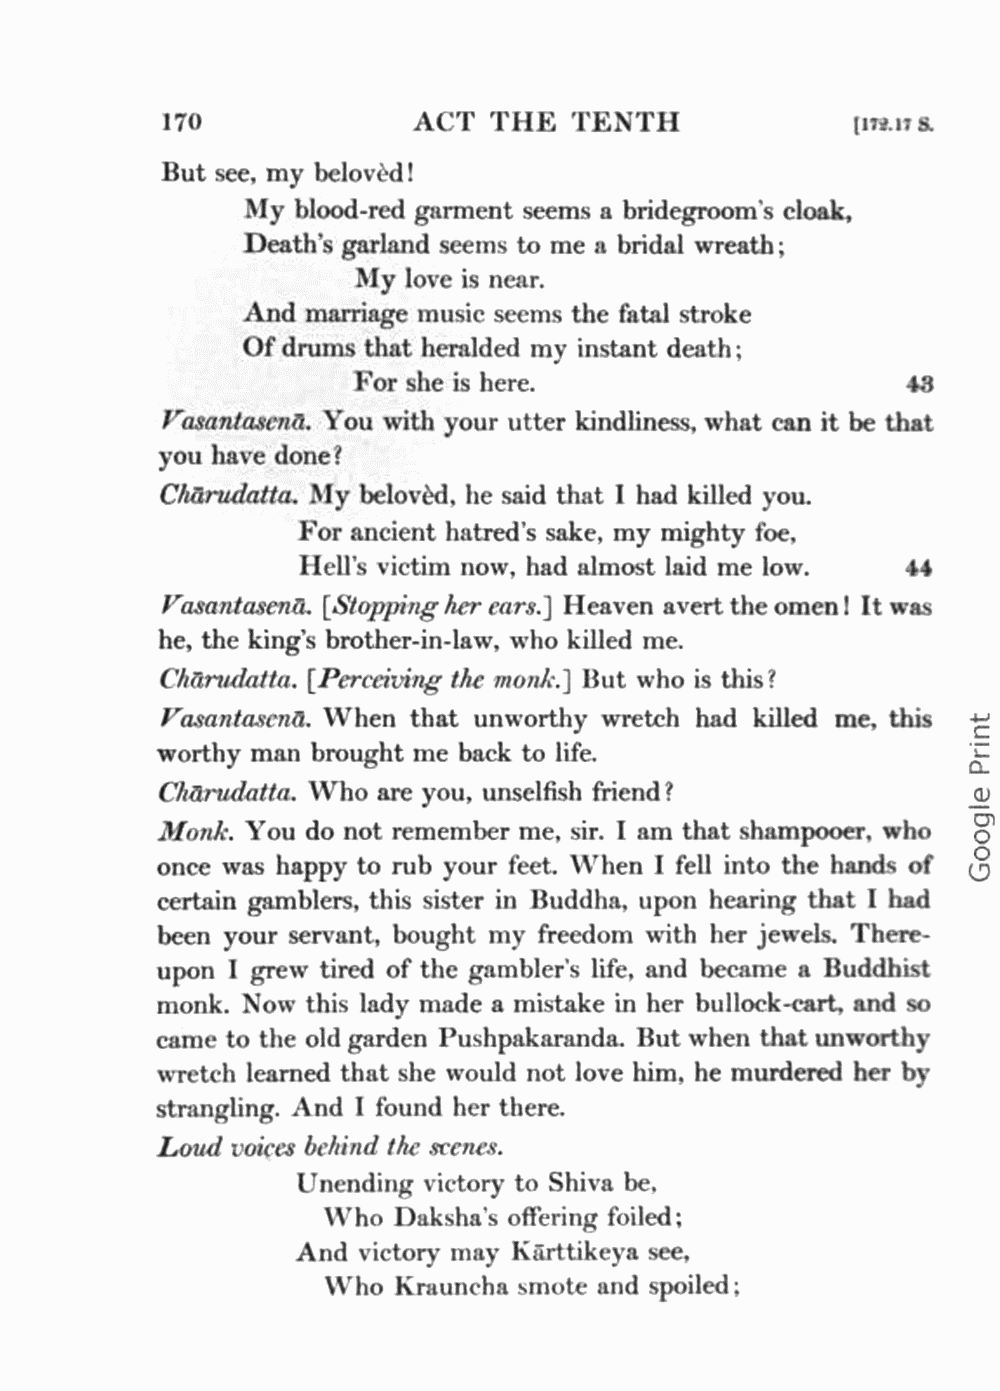 170 ACT THE TENTH [172.17 S.
But see, my belovèd!
My blood-red garment seems a bridegroom's cloak,
Death's garland seems to me a bridal wreath;
My love is near.
And marriage music seems the fatal stroke
Of drums that heralded my instant death;
For she is here. 43
Vasantasenā. You with your utter kindliness, what can it be that
you have done?
Chārudatta. My belovèd, he said that I had killed you.
For ancient hatred's sake, my mighty foe,
Hell's victim now, had almost laid me low. 44
Vasantasenā. [Stopping her ears.] Heaven avert the omen! It was
he, the king's brother-in-law, who killed me.
Chārudatta. [Perceiving the monk.] But who is this?
Vasantasenā. When that unworthy wretch had killed me, this
worthy man brought me back to life.
Chārudatta. Who are you, unselfish friend?
Monk. You do not remember me, sir. I am that shampooer, who
once was happy to rub your feet. When I fell into the hands of
certain gamblers, this sister in Buddha, upon hearing that I had
been your servant, bought my freedom with her jewels. There-
upon I grew tired of the gambler's life, and became a Buddhist
monk. Now this lady made a mistake in her bullock-cart, and so
came to the old garden Pushpakaranda. But when that unworthy
wretch learned that she would not love him, he murdered her by
strangling. And I found her there.
Loud voices behind the scenes.
Unending victory to Shiva be,
Who Daksha's offering foiled;
And victory may Kārttikeya see,
Who Krauncha smote and spoiled;
Google Print